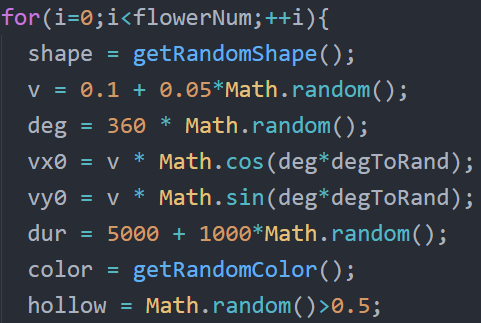 for(i=0;i<flowerNum;++i){
shape = getRandomShape();
v = 0.1 + 0.05*Math.random();
deg = 360 * Math.random();
vx0 = v * Math.cos(deg*degToRand);
vy0 = v * Math.sin(deg*degToRand);
dur = 5000 + 1000*Math.random();
color = getRandomColor();
hollow = Math.random()>0.5;